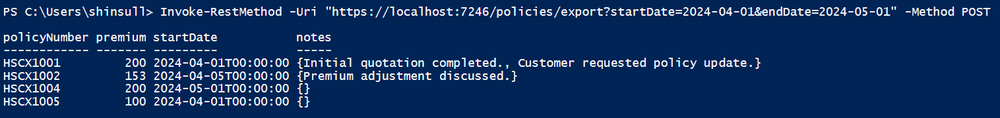 PS C:\Users\shinsull> Invoke-RestMethod -Uri "https://localhost:7246/policies/export?startDate=2024-04-01&endDate=2024-05-01" -Method POST
policyNumber premium startDate           notes
------------ ------- ---------           -----
HSCX1001         200 2024-04-01T00:00:00 {Initial quotation completed., Customer requested policy update.}
HSCX1002         153 2024-04-05T00:00:00 {Premium adjustment discussed.}
HSCX1004         200 2024-05-01T00:00:00 {}
HSCX1005         100 2024-04-01T00:00:00 {}